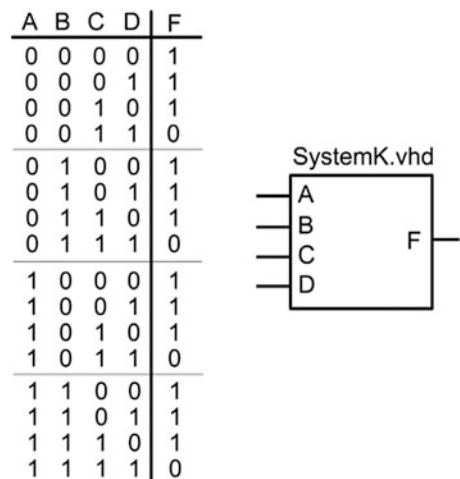 A B C D F
0 0 0 0 1
0 0 0 1 1
0 0 1 0 1
0 0 1 1 0
0 1 0 0 1
0 1 0 1 1
0 1 1 0 1
0 1 1 1 0
1 0 0 0 1
1 0 0 1 1
1 0 1 0 1
1 0 1 1 0
1 1 0 0 1
1 1 0 1 1
1 1 1 0 1
1 1 1 1 0
SystemK.vhd
A
B
C
D
F